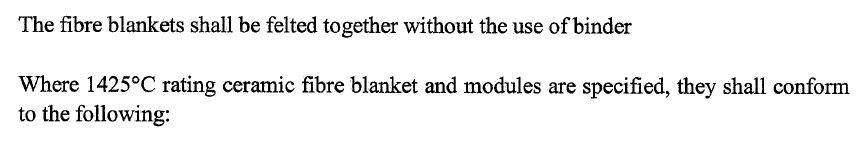 The fibre blankets shall be felted together without the use of binder
Where 1425°C rating ceramic fibre blanket and modules are specified, they shall conform
to the following: